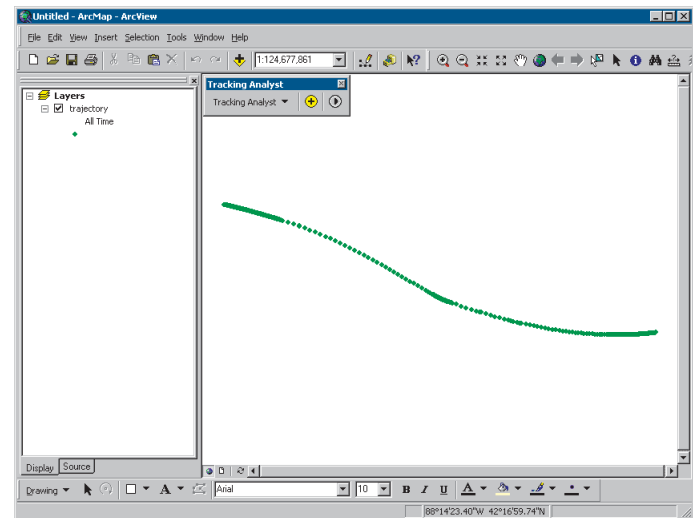 Untitled - ArcMap - ArcView
File Edit View Insert Selection Tools Window Help
1:124,677,861
Layers
trajectory
All Time
Tracking Analyst
Tracking Analyst
Display Source
Drawing A Arial 10 B I U A
88°14'23.40"W 42°16'59.74"N